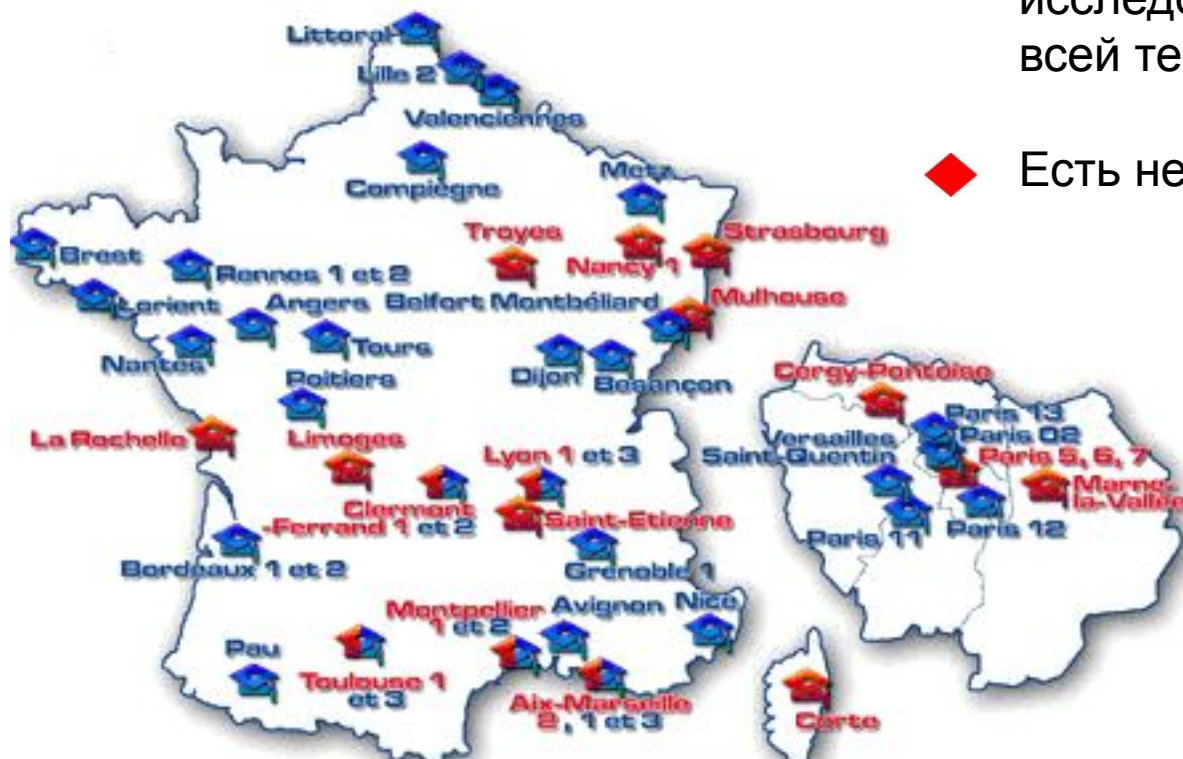 исследо
всей те
Есть не
Littoral
Lille 2
Valenciennes
Compiègne
Metz
Troyes
Nancy 1
Strasbourg
Brest
Rennes 1 et 2
Lorient
Angers
Belfort Montbéliard
Mulhouse
Nantes
Tours
Dijon
Besançon
Poitiers
La Rochelle
Limoges
Lyon 1 et 3
Clermont
-Ferrand 1 et 2
Saint-Etienne
Bordeaux 1 et 2
Grenoble 1
Montpellier
1 et 2
Avignon
Nice
Pau
Toulouse 1
et 3
Aix-Marseille
2, 1 et 3
Corte
Cergy-Pontoise
Paris 13
Paris 02
Versailles
Saint-Quentin
Paris 5, 6, 7
Marne-
la-Vallée
Paris 11
Paris 12